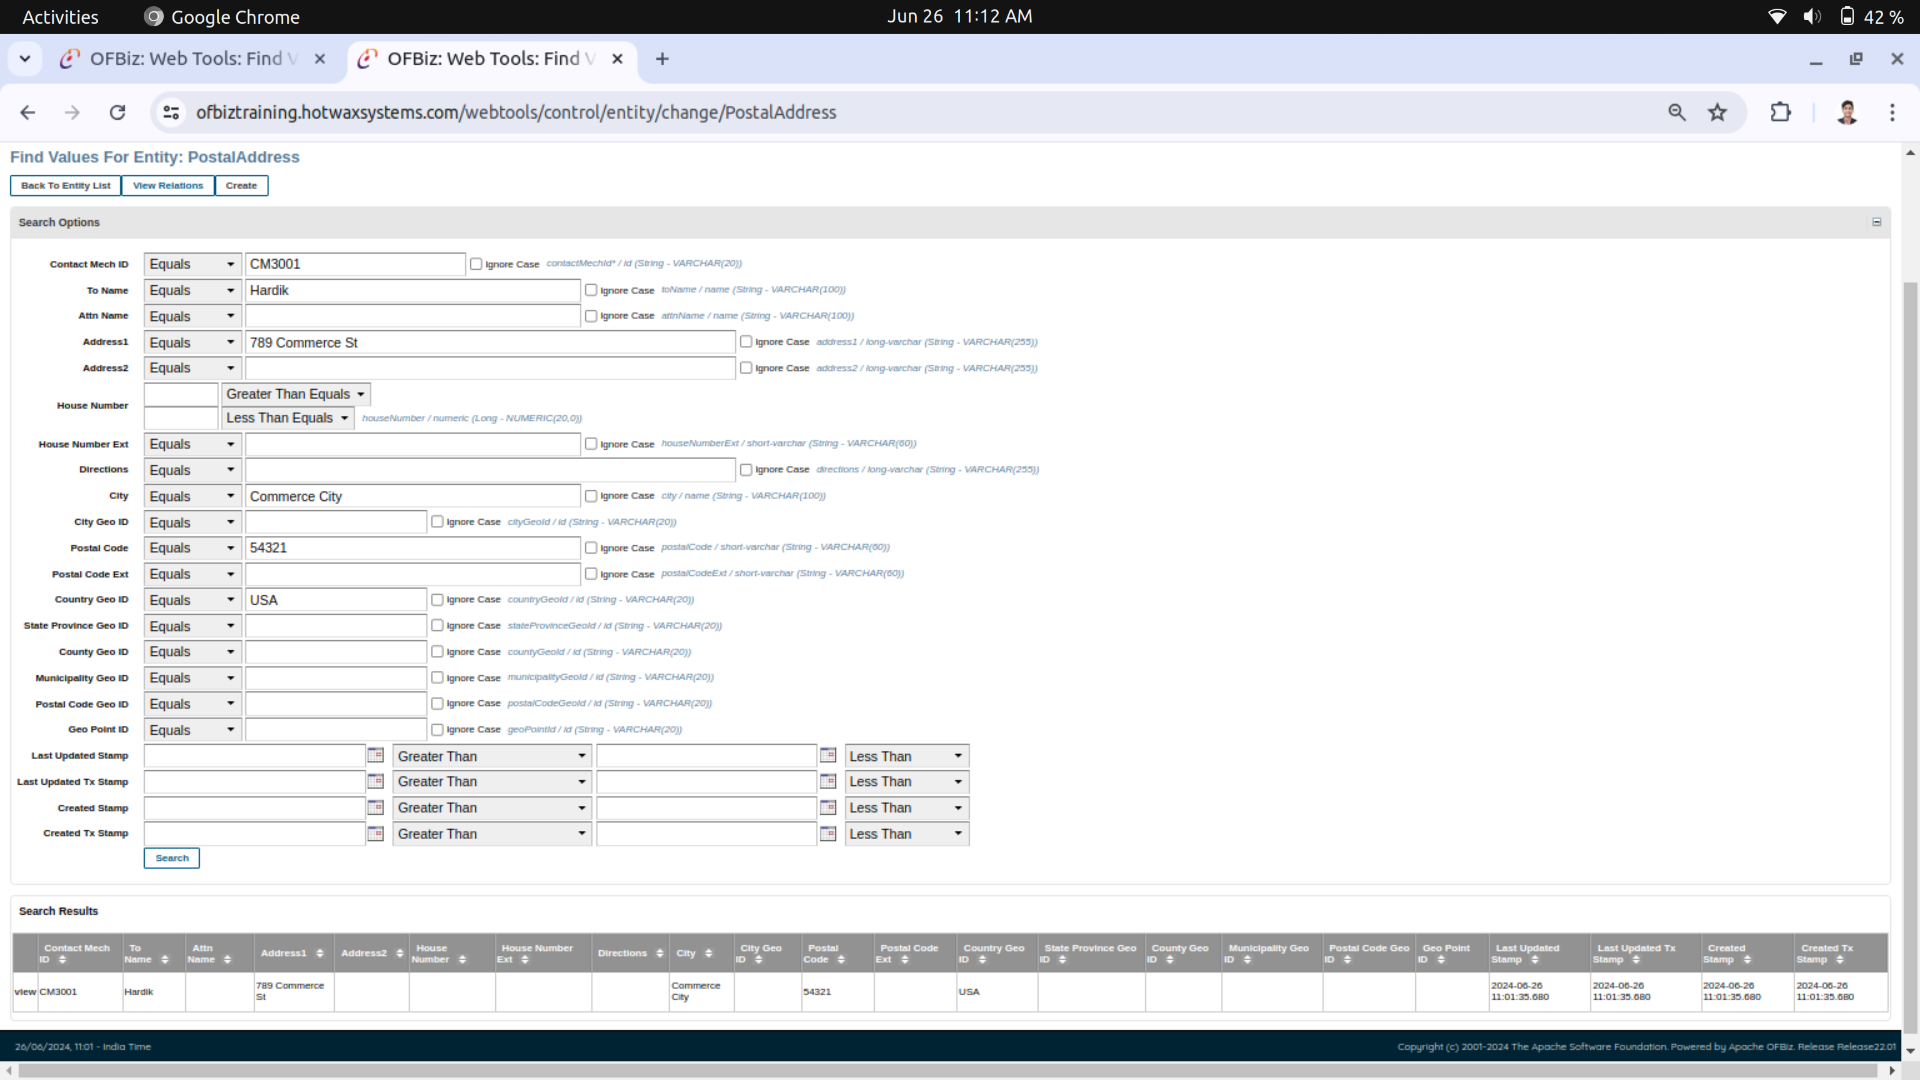 Activities
Google Chrome
Jun 26 11:12 AM
42 %
OFBiz: Web Tools: Find V
OFBiz: Web Tools: Find V
ofbiztraining.hotwaxsystems.com/webtools/control/entity/change/PostalAddress
Find Values For Entity: PostalAddress
Back To Entity List View Relations Create
Search Options
Contact Mech ID Equals CM3001 Ignore Case contactMechId* / id (String - VARCHAR(20))
To Name Equals Hardik Ignore Case toName / name (String - VARCHAR(100))
Attn Name Equals Ignore Case attnName / name (String - VARCHAR(100))
Address1 Equals 789 Commerce St Ignore Case address1 / long-varchar (String - VARCHAR(255))
Address2 Equals Ignore Case address2 / long-varchar (String - VARCHAR(255))
House Number Greater Than Equals
Less Than Equals houseNumber / numeric (Long - NUMERIC(20,0))
House Number Ext Equals Ignore Case houseNumberExt / short-varchar (String - VARCHAR(60))
Directions Equals Ignore Case directions / long-varchar (String - VARCHAR(255))
City Equals Commerce City Ignore Case city / name (String - VARCHAR(100))
City Geo ID Equals Ignore Case cityGeoId / id (String - VARCHAR(20))
Postal Code Equals 54321 Ignore Case postalCode / short-varchar (String - VARCHAR(60))
Postal Code Ext Equals Ignore Case postalCodeExt / short-varchar (String - VARCHAR(60))
Country Geo ID Equals USA Ignore Case countryGeoId / id (String - VARCHAR(20))
State Province Geo ID Equals Ignore Case stateProvinceGeoId / id (String - VARCHAR(20))
County Geo ID Equals Ignore Case countyGeoId / id (String - VARCHAR(20))
Municipality Geo ID Equals Ignore Case municipalityGeoId / id (String - VARCHAR(20))
Postal Code Geo ID Equals Ignore Case postalCodeGeoId / id (String - VARCHAR(20))
Geo Point ID Equals Ignore Case geoPointId / id (String - VARCHAR(20))
Last Updated Stamp Greater Than Less Than
Last Updated Tx Stamp Greater Than Less Than
Created Stamp Greater Than Less Than
Created Tx Stamp Greater Than Less Than
Search
Search Results
Contact Mech ID To Name Attn Name Address1 Address2 House Number House Number Ext Directions City City Geo ID Postal Code Postal Code Ext Country Geo ID State Province Geo ID County Geo ID Municipality Geo ID Postal Code Geo ID Geo Point ID Last Updated Stamp Last Updated Tx Stamp Created Stamp Created Tx Stamp
view CM3001 Hardik 789 Commerce St Commerce City 54321 USA 2024-06-26 11:01:35.680 2024-06-26 11:01:35.680 2024-06-26 11:01:35.680 2024-06-26 11:01:35.680
26/06/2024, 11:01 - India Time
Copyright (c) 2001-2024 The Apache Software Foundation. Powered by Apache OFBiz. Release Release22.01